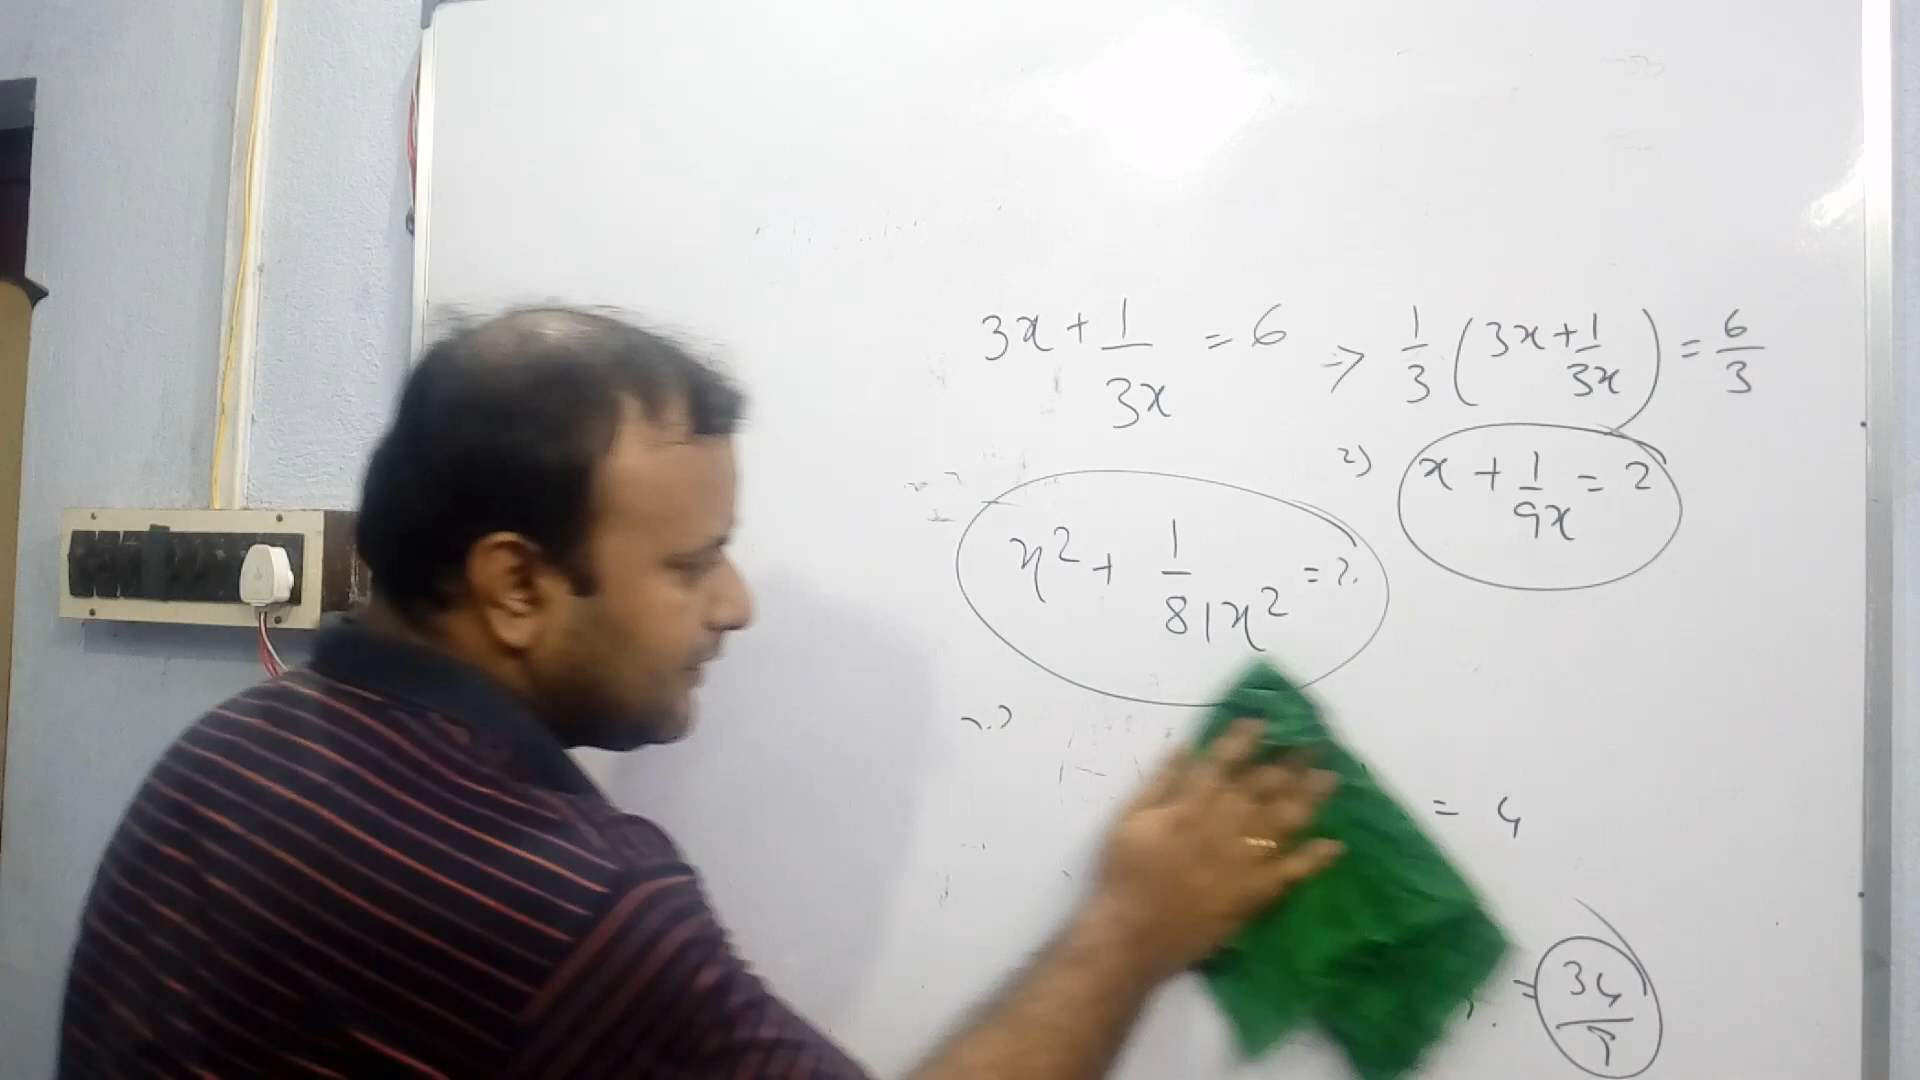 3x + 1/3x = 6 ⇒ 1/3 (3x + 1/3x) = 6/3
⇒ x + 1/9x = 2
x² + 1/81x² = ?
= 4
= 34/9